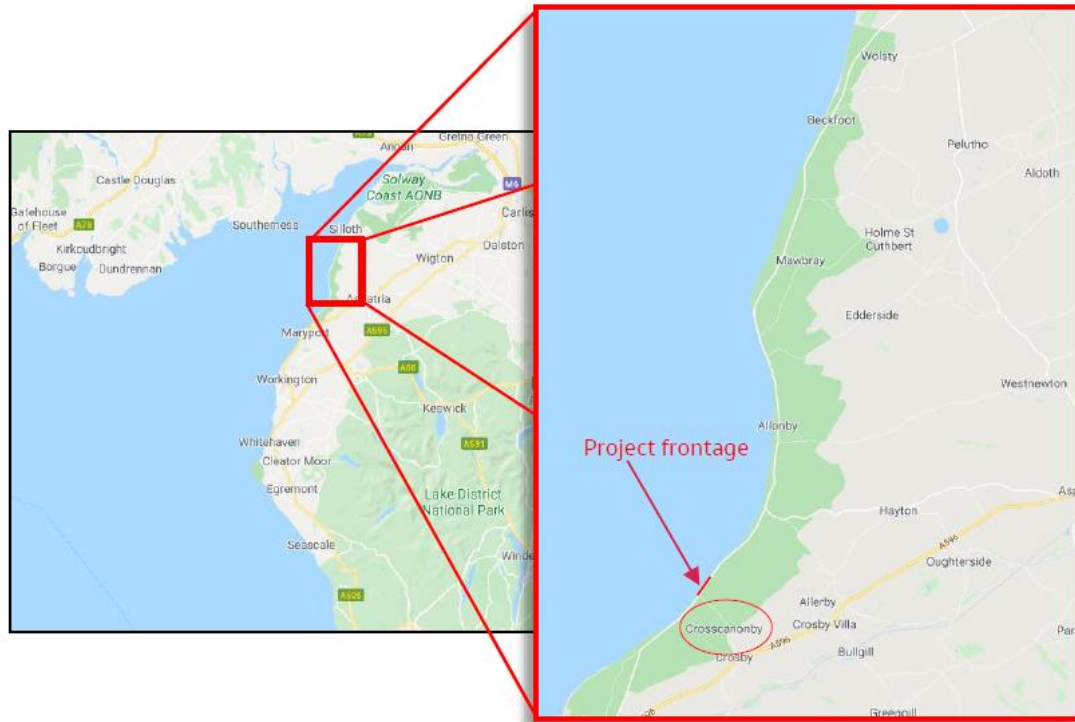 Gretna Green
Annan
Castle Douglas
Solway
Coast AONB
M6
Gatehouse
of Fleet
A75
Southerness
Silloth
Carlis
Kirkcudbright
Dalston
Borgue
Dundrennan
Wigton
Maryport
A595
Workington
A66
Keswick
Whitehaven
A591
Cleator Moor
Egremont
Lake District
National Park
Seascale
Winde
A595
Wolsty
Beckfoot
Pelutho
Aldoth
Holme St
Cuthbert
Mawbray
Edderside
Westnewton
Allonby
Project frontage
Hayton
Asp
A596
Oughterside
Allerby
Crosscanonby
Crosby Villa
A596
Par
Crosby
Bullgill